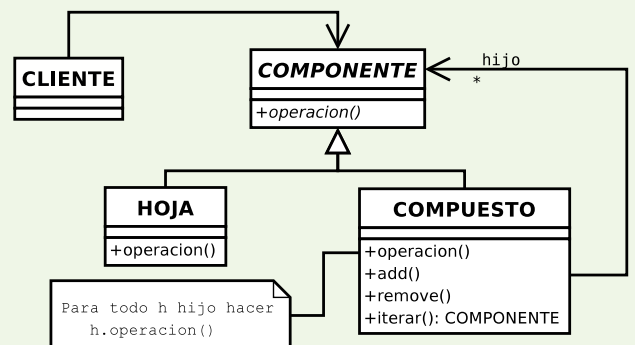 CLIENTE
COMPONENTE
+operacion()
hijo
*
HOJA
+operacion()
COMPUESTO
+operacion()
+add()
+remove()
+iterar(): COMPONENTE
Para todo h hijo hacer
h.operacion()